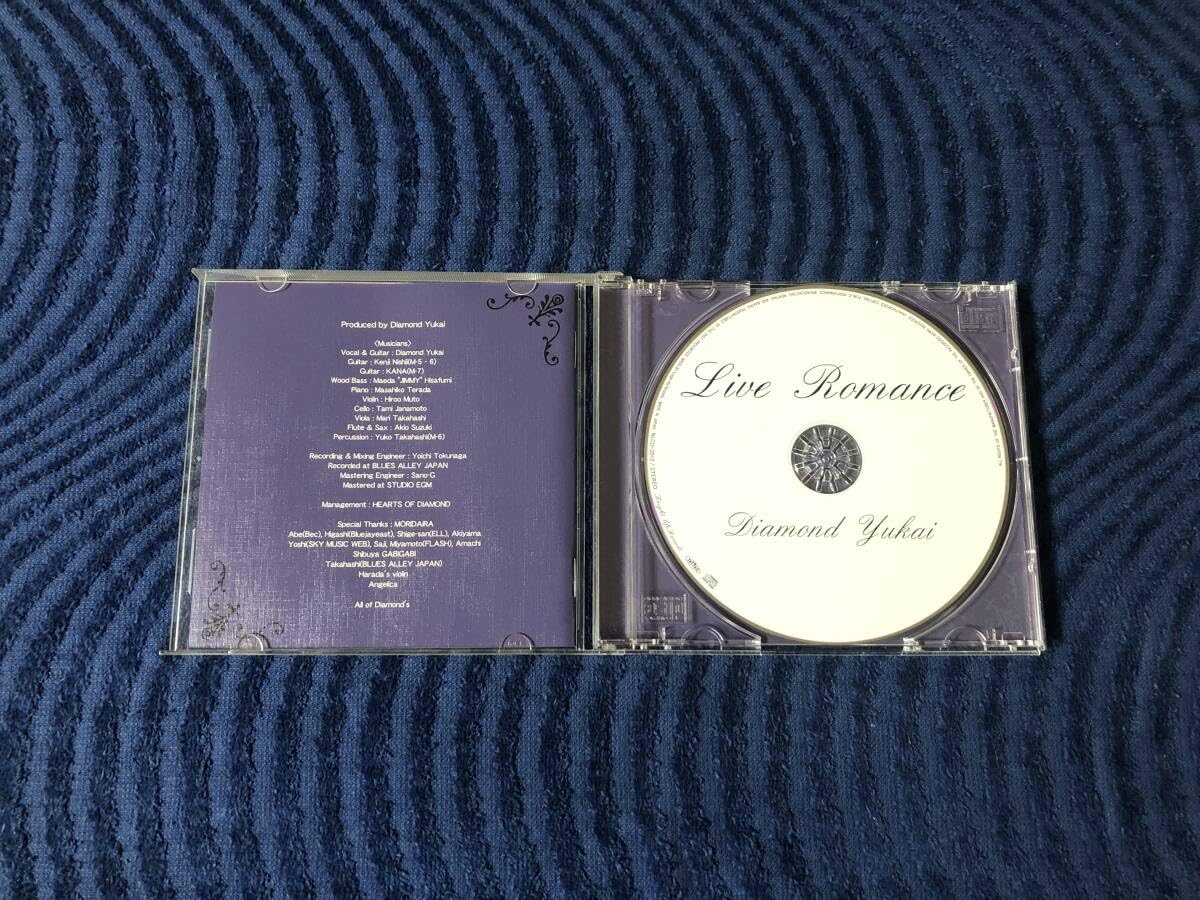 Produced by Diamond Yukai
〈Musicians〉
Vocal & Guitar : Diamond Yukai
Guitar : Kenji Nishii(M-5・6)
Guitar : KANA(M-7)
Wood Bass : Maeda "JIMMY" Hisafumi
Piano : Masahiko Terada
Violin : Hiroo Muto
Cello : Tami Janamoto
Viola : Mari Takahashi
Flute & Sax : Akio Suzuki
Percussion : Yuko Takahashi(M-6)
Recording & Mixing Engineer : Yoichi Tokunaga
Recorded at BLUES ALLEY JAPAN
Mastering Engineer : Sano-G
Mastered at STUDIO EGM
Management : HEARTS OF DIAMOND
Special Thanks : MORIDAIRA
Abe(Bec), Higashi(Bluejayeast), Shige-san(ELL), Akiyama
Yoshi(SKY MUSIC WEB), Saji, Miyamoto(FLASH), Amachi
Shibuya GABIGABI
Takahashi(BLUES ALLEY JAPAN)
Harada's violin
Angelica
All of Diamond's
Live Romance
Diamond Yukai
STEREO